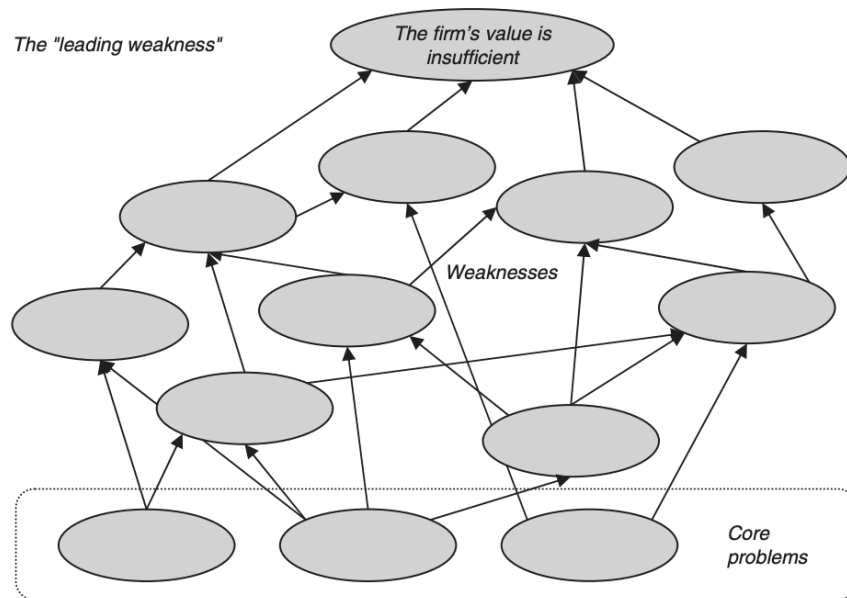 The "leading weakness"
The firm's value is
insufficient
Weaknesses
Core
problems